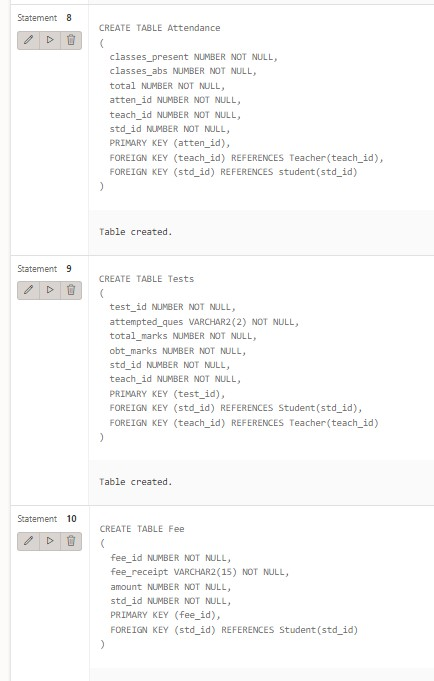 Statement 8
CREATE TABLE Attendance
(
classes_present NUMBER NOT NULL,
classes_abs NUMBER NOT NULL,
total NUMBER NOT NULL,
atten_id NUMBER NOT NULL,
teach_id NUMBER NOT NULL,
std_id NUMBER NOT NULL,
PRIMARY KEY (atten_id),
FOREIGN KEY (teach_id) REFERENCES Teacher(teach_id),
FOREIGN KEY (std_id) REFERENCES student(std_id)
)
Table created.
Statement 9
CREATE TABLE Tests
(
test_id NUMBER NOT NULL,
attempted_ques VARCHAR2(2) NOT NULL,
total_marks NUMBER NOT NULL,
obt_marks NUMBER NOT NULL,
std_id NUMBER NOT NULL,
teach_id NUMBER NOT NULL,
PRIMARY KEY (test_id),
FOREIGN KEY (std_id) REFERENCES Student(std_id),
FOREIGN KEY (teach_id) REFERENCES Teacher(teach_id)
)
Table created.
Statement 10
CREATE TABLE Fee
(
fee_id NUMBER NOT NULL,
fee_receipt VARCHAR2(15) NOT NULL,
amount NUMBER NOT NULL,
std_id NUMBER NOT NULL,
PRIMARY KEY (fee_id),
FOREIGN KEY (std_id) REFERENCES Student(std_id)
)